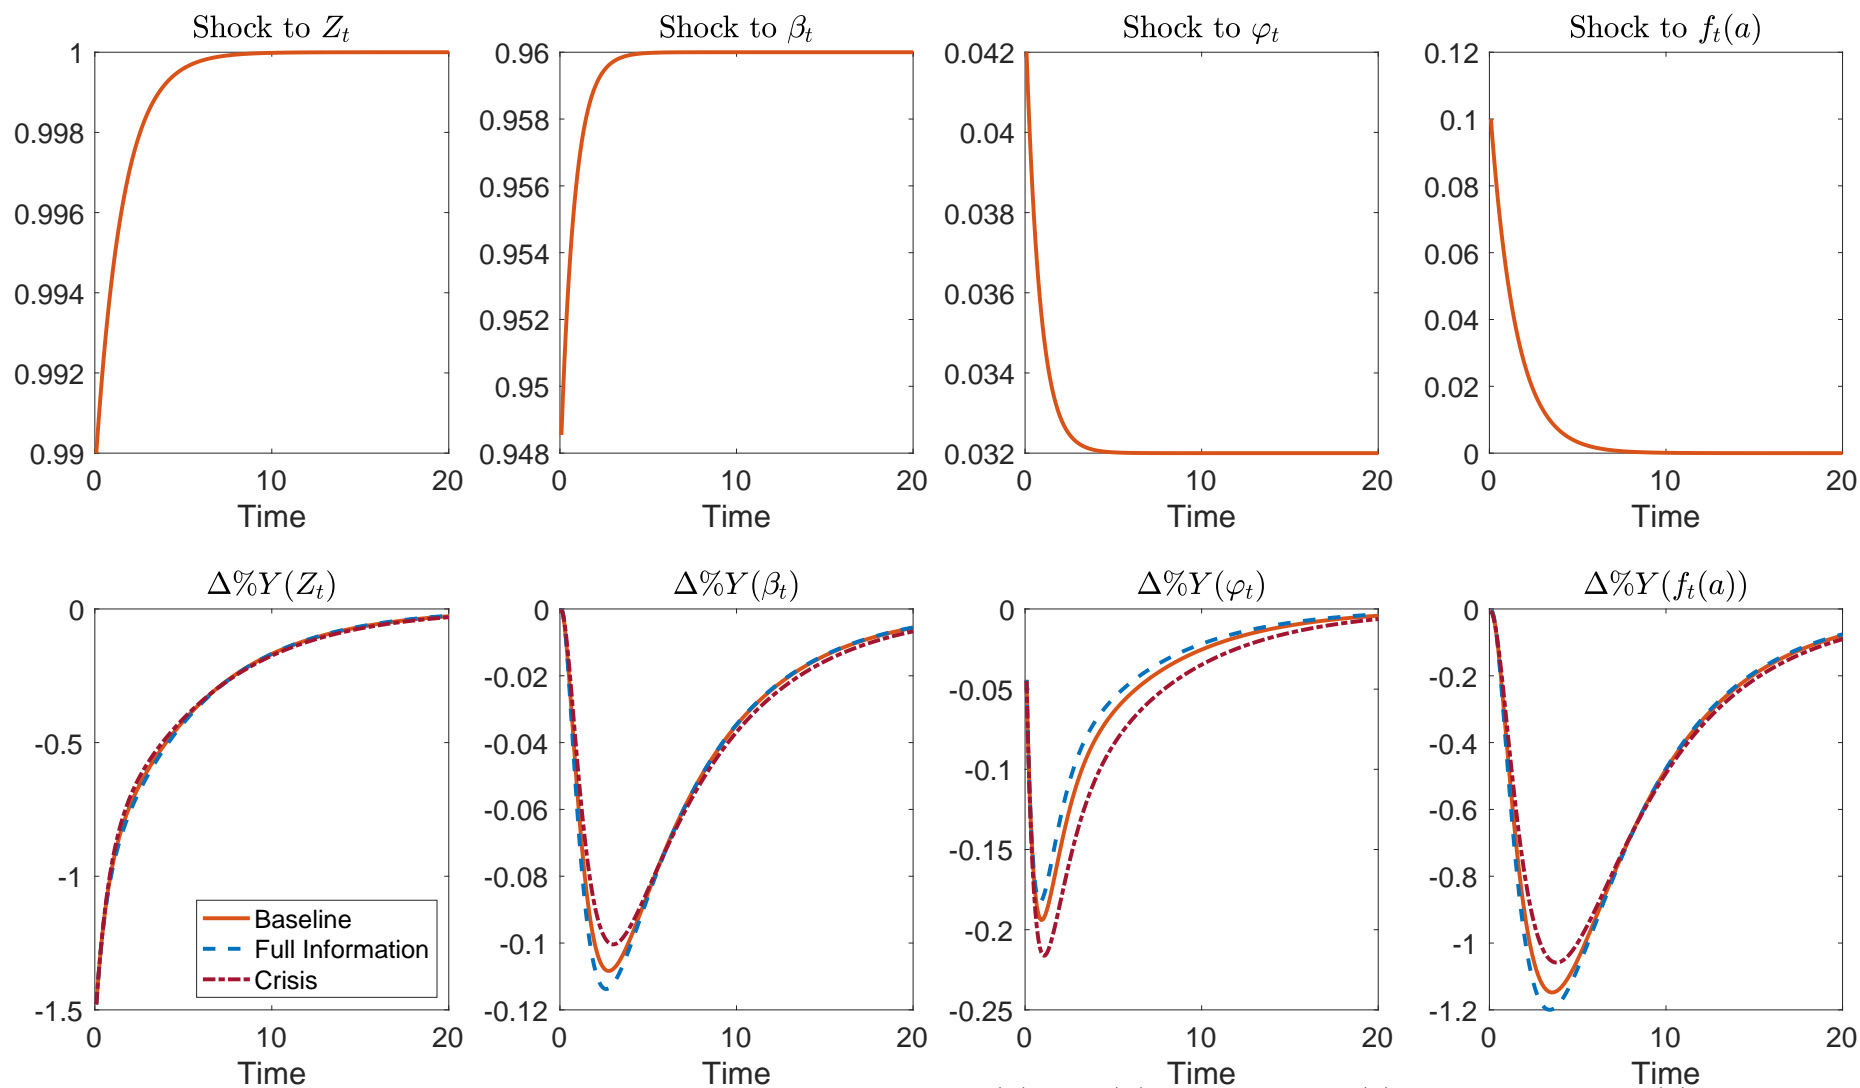 Shock to Z_t
1
0.998
0.996
0.994
0.992
0.99
0 10 20
Time
Shock to β_t
0.96
0.958
0.956
0.954
0.952
0.95
0.948
0 10 20
Time
Shock to φ_t
0.042
0.04
0.038
0.036
0.034
0.032
0 10 20
Time
Shock to f_t(a)
0.12
0.1
0.08
0.06
0.04
0.02
0
0 10 20
Time
Δ%Y(Z_t)
0
-0.5
-1
-1.5
Baseline
Full Information
Crisis
0 10 20
Time
Δ%Y(β_t)
0
-0.02
-0.04
-0.06
-0.08
-0.1
-0.12
0 10 20
Time
Δ%Y(φ_t)
0
-0.05
-0.1
-0.15
-0.2
-0.25
0 10 20
Time
Δ%Y(f_t(a))
0
-0.2
-0.4
-0.6
-0.8
-1
-1.2
0 10 20
Time